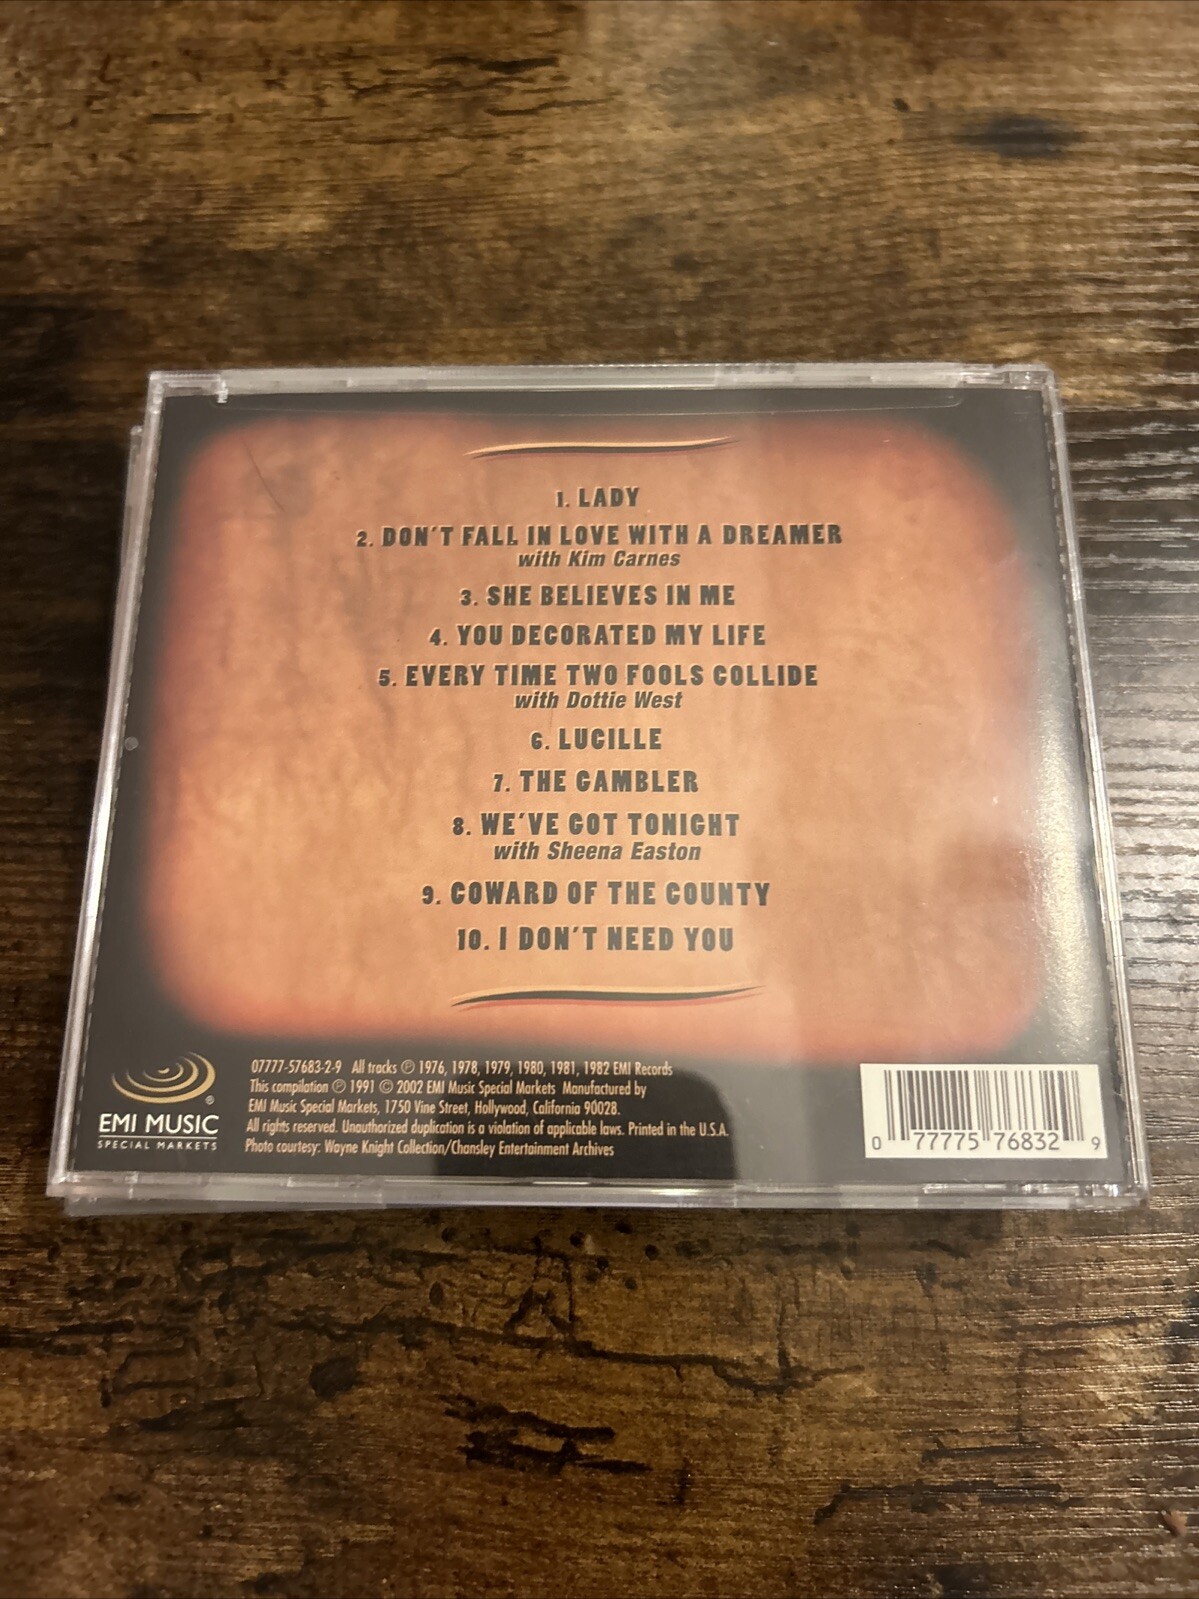 1. LADY
2. DON'T FALL IN LOVE WITH A DREAMER
with Kim Carnes
3. SHE BELIEVES IN ME
4. YOU DECORATED MY LIFE
5. EVERY TIME TWO FOOLS COLLIDE
with Dottie West
6. LUCILLE
7. THE GAMBLER
8. WE'VE GOT TONIGHT
with Sheena Easton
9. COWARD OF THE COUNTY
10. I DON'T NEED YOU
EMI MUSIC
SPECIAL MARKETS
®
07777-57683-2-9 All tracks ℗ 1976, 1978, 1979, 1980, 1981, 1982 EMI Records
This compilation ℗ 1991 © 2002 EMI Music Special Markets Manufactured by
EMI Music Special Markets, 1750 Vine Street, Hollywood, California 90028.
All rights reserved. Unauthorized duplication is a violation of applicable laws. Printed in the U.S.A.
Photo courtesy: Wayne Knight Collection/Chansley Entertainment Archives
0 77775 76832 9